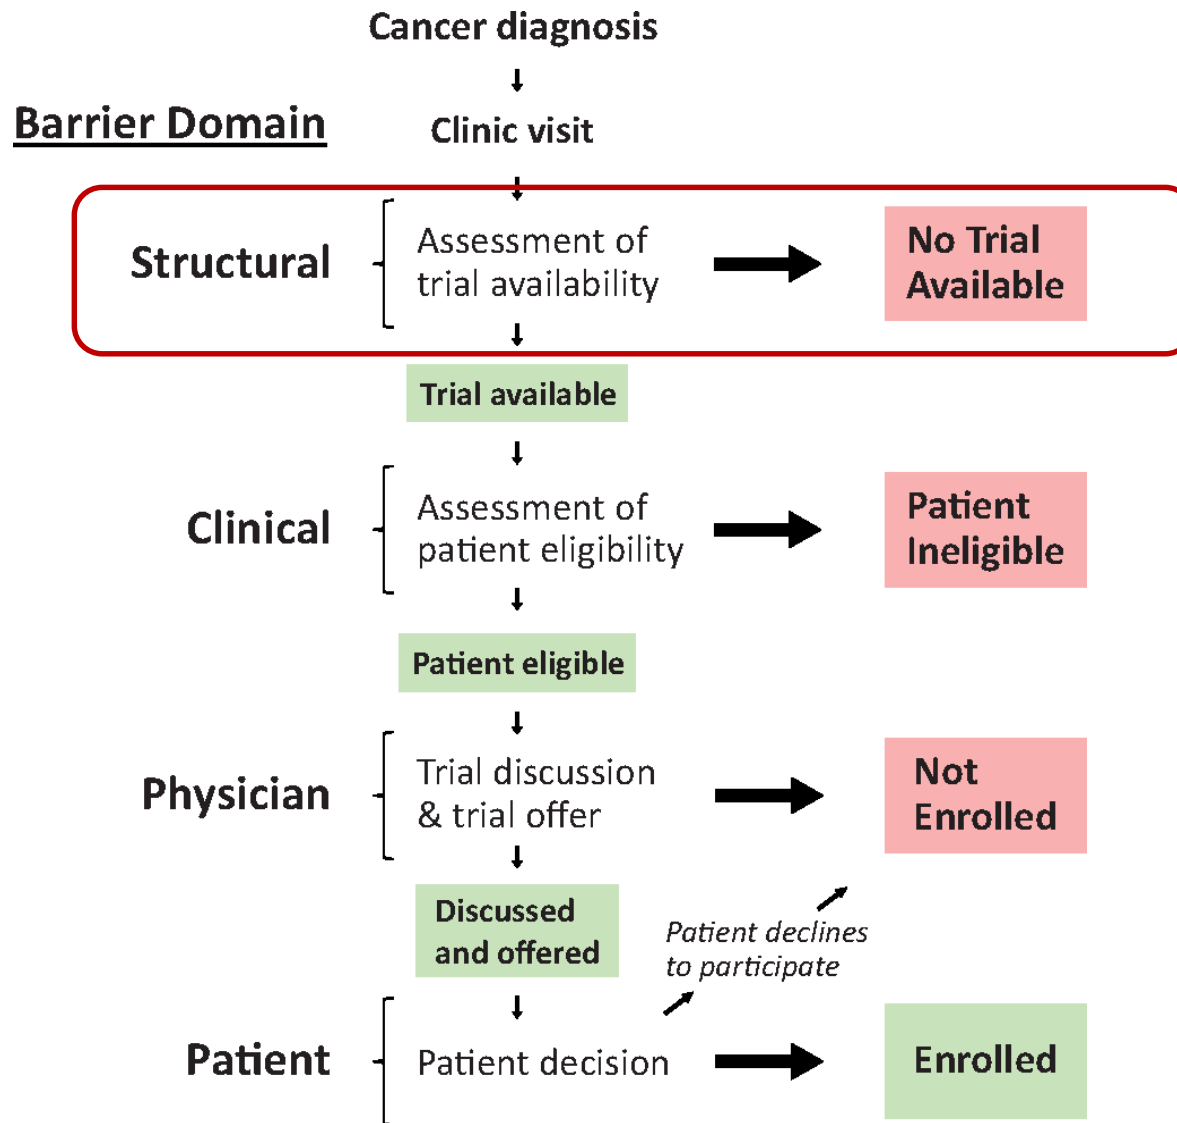 Cancer diagnosis
Barrier Domain
Clinic visit
Structural
Assessment of
trial availability
No Trial
Available
Trial available
Clinical
Assessment of
patient eligibility
Patient
Ineligible
Patient eligible
Physician
Trial discussion
& trial offer
Not
Enrolled
Discussed
and offered
Patient declines
to participate
Patient
Patient decision
Enrolled